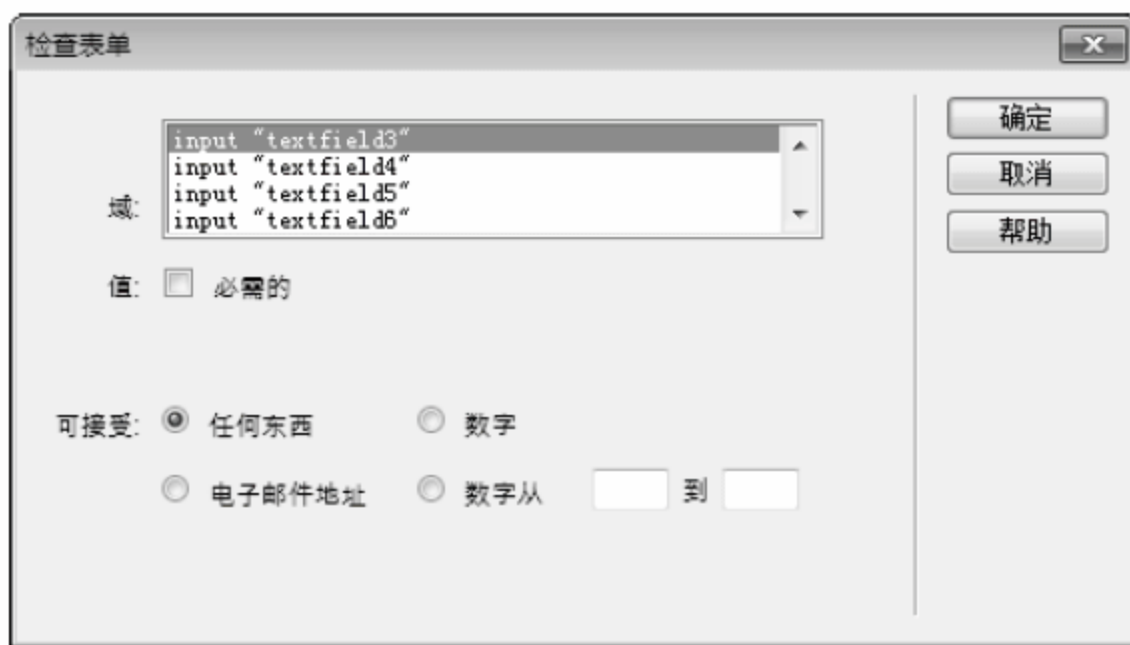 检查表单
确定
取消
帮助
域:
input "textfield3"
input "textfield4"
input "textfield5"
input "textfield6"
值: 必需的
可接受: 任何东西 数字
电子邮件地址 数字从 到